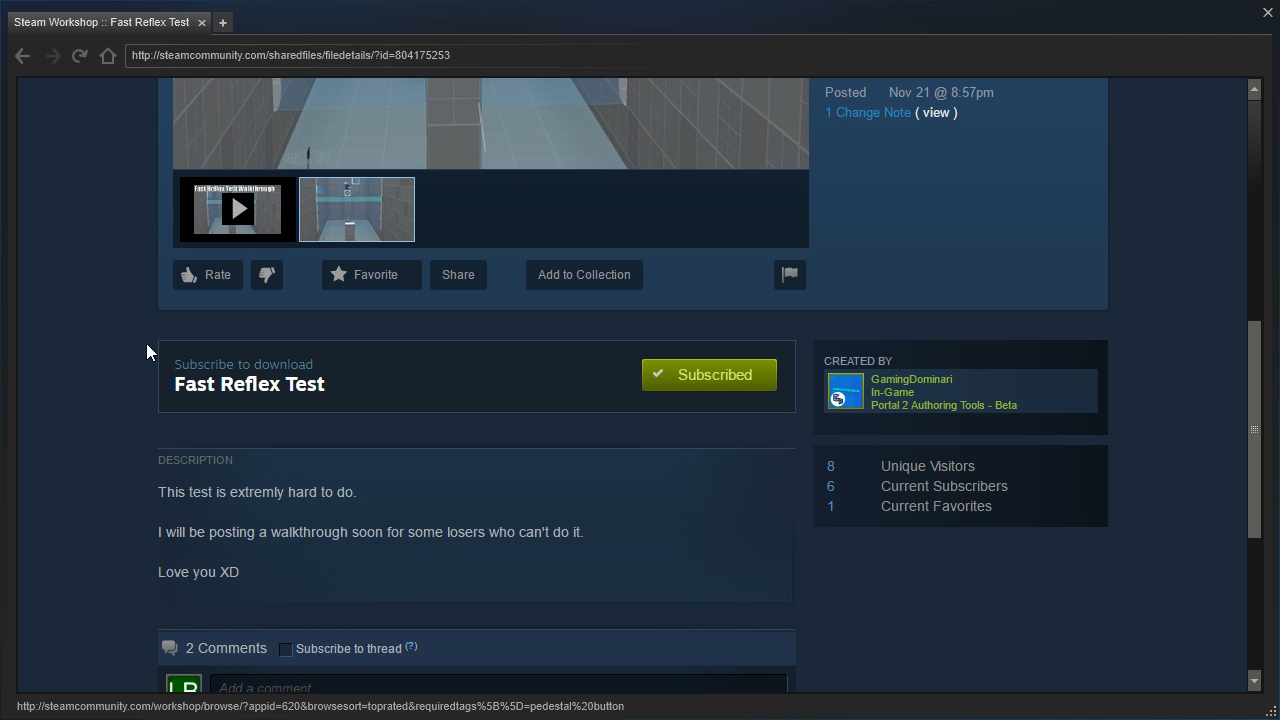 Steam Workshop :: Fast Reflex Test
http://steamcommunity.com/sharedfiles/filedetails/?id=804175253
Posted Nov 21 @ 8:57pm
1 Change Note ( view )
Fast Reflex Test Walkthrough
Rate
Favorite
Share
Add to Collection
Subscribe to download
Fast Reflex Test
Subscribed
CREATED BY
GamingDominari
In-Game
Portal 2 Authoring Tools - Beta
8 Unique Visitors
6 Current Subscribers
1 Current Favorites
DESCRIPTION
This test is extremly hard to do.
I will be posting a walkthrough soon for some losers who can't do it.
Love you XD
2 Comments Subscribe to thread (?)
Add a comment
http://steamcommunity.com/workshop/browse/?appid=620&browsesort=toprated&requiredtags%5B%5D=pedestal%20button